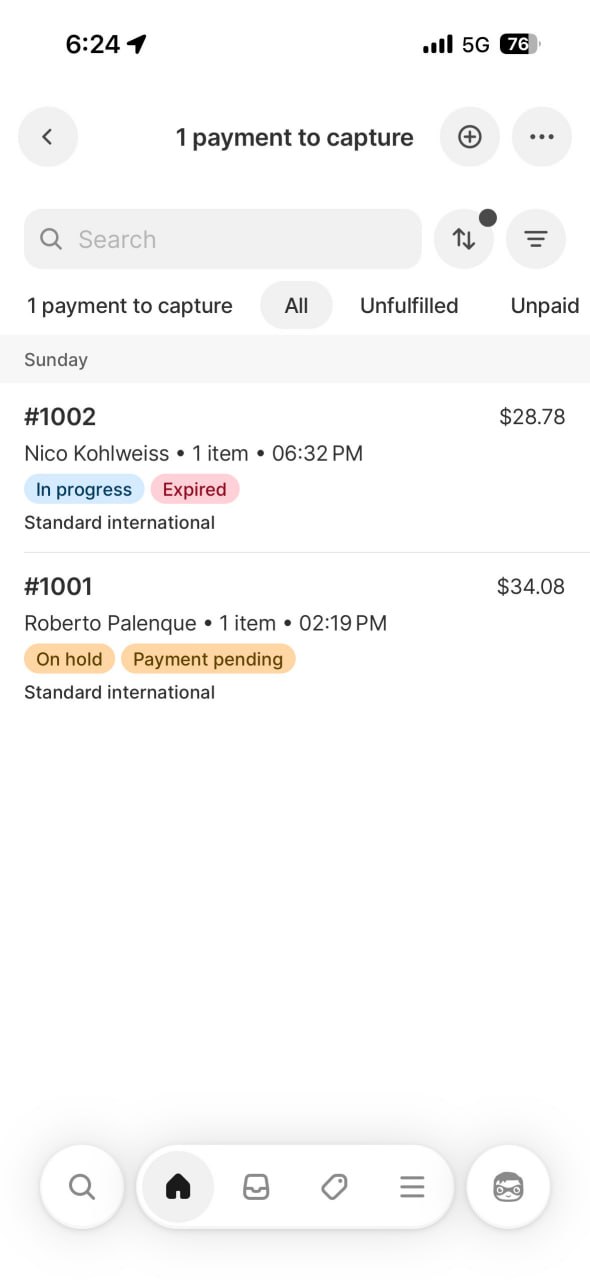 6:24 5G 76
1 payment to capture
Search
1 payment to capture All Unfulfilled Unpaid
Sunday
#1002 $28.78
Nico Kohlweiss • 1 item • 06:32 PM
In progress Expired
Standard international
#1001 $34.08
Roberto Palenque • 1 item • 02:19 PM
On hold Payment pending
Standard international